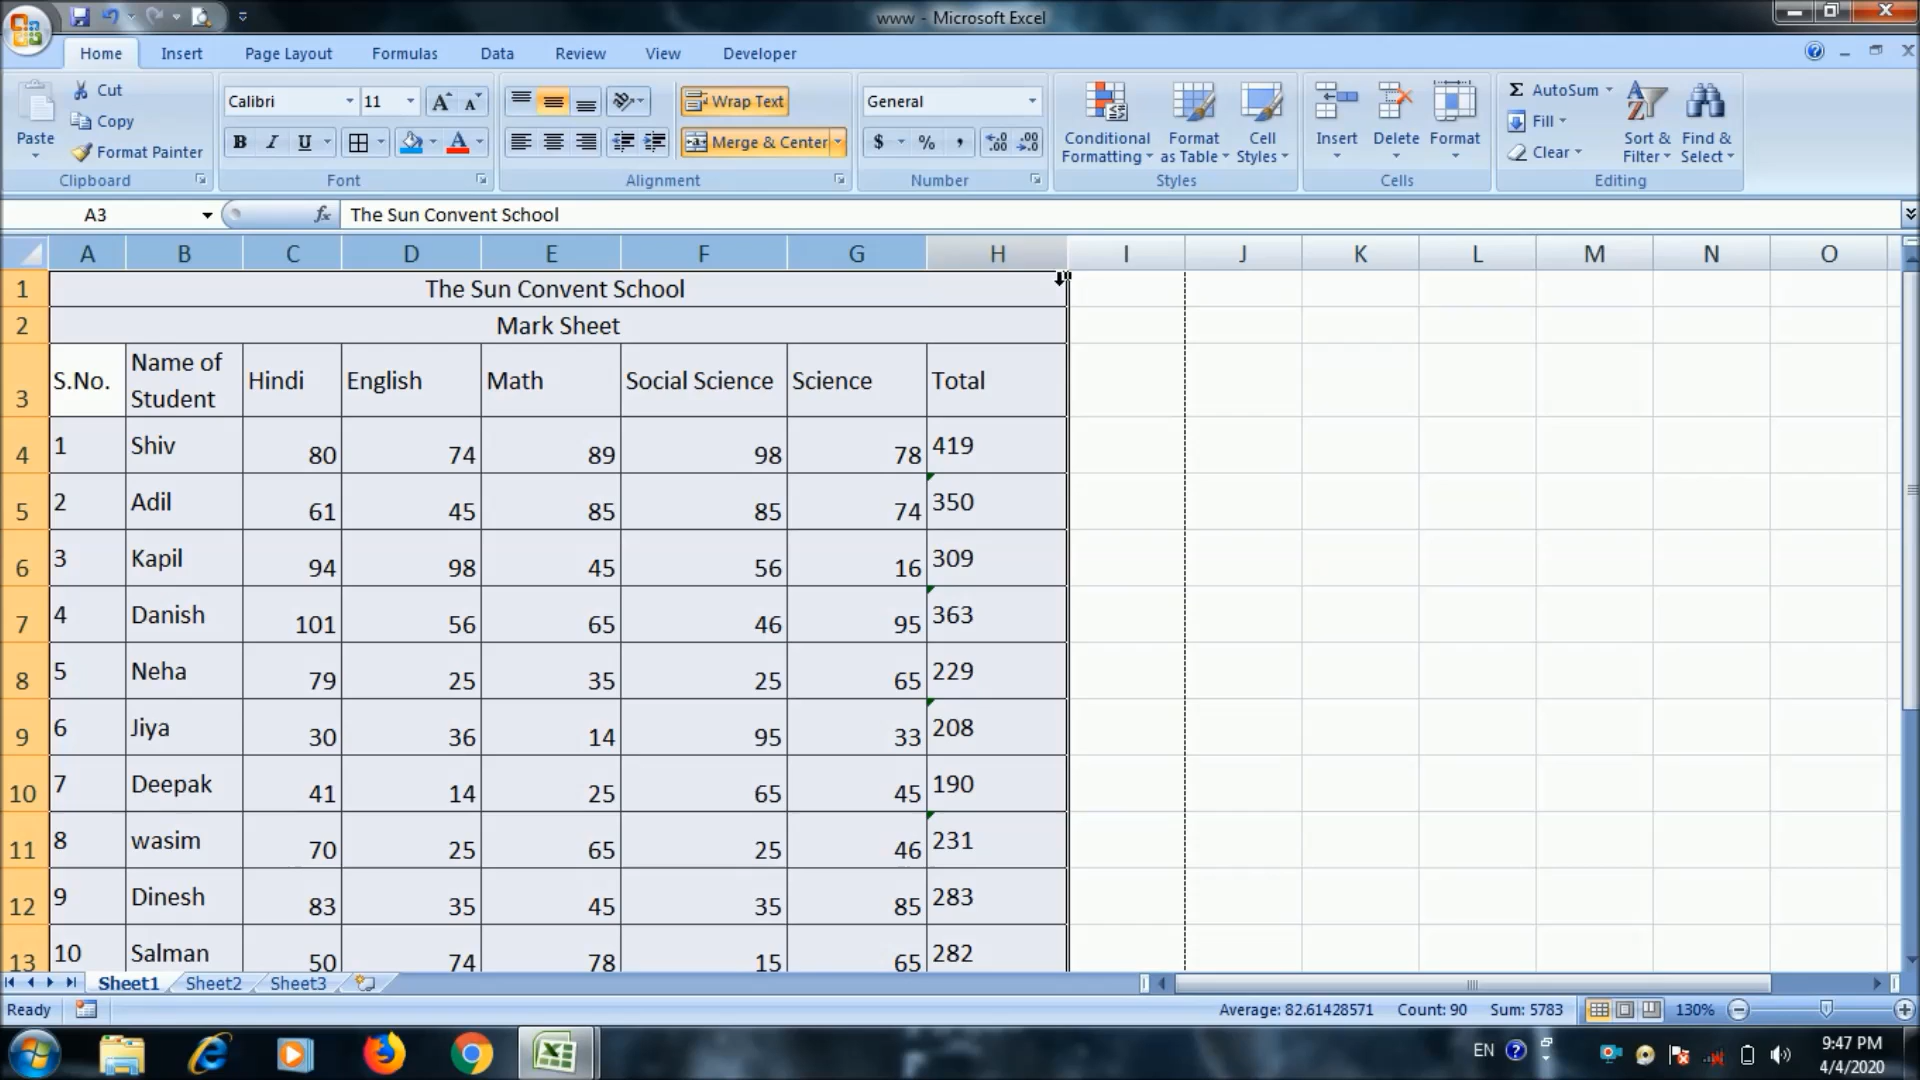 www - Microsoft Excel
Home Insert Page Layout Formulas Data Review View Developer
Paste
Cut
Copy
Format Painter
Clipboard
Calibri 11
B I U A
Font
Wrap Text
Merge & Center
Alignment
General
$ % ,
Number
Conditional Formatting
Format as Table
Cell Styles
Styles
Insert Delete Format
Cells
Σ AutoSum
Fill
Clear
Sort & Filter
Find & Select
Editing
A3 fx The Sun Convent School
A B C D E F G H I J K L M N O
1 The Sun Convent School
2 Mark Sheet
3 S.No. Name of Student Hindi English Math Social Science Science Total
4 1 Shiv 80 74 89 98 78 419
5 2 Adil 61 45 85 85 74 350
6 3 Kapil 94 98 45 56 16 309
7 4 Danish 101 56 65 46 95 363
8 5 Neha 79 25 35 25 65 229
9 6 Jiya 30 36 14 95 33 208
10 7 Deepak 41 14 25 65 45 190
11 8 wasim 70 25 65 25 46 231
12 9 Dinesh 83 35 45 35 85 283
13 10 Salman 50 74 78 15 65 282
Sheet1 Sheet2 Sheet3
Ready Average: 82.61428571 Count: 90 Sum: 5783 130%
EN 9:47 PM
4/4/2020